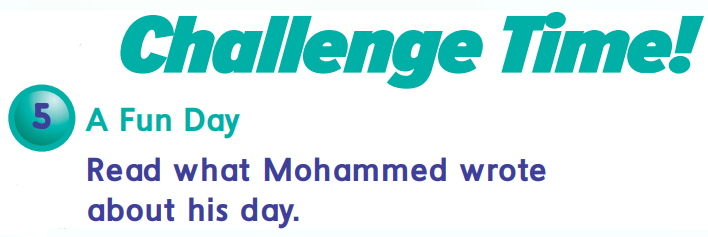 Challenge Time!
5 A Fun Day
Read what Mohammed wrote
about his day.